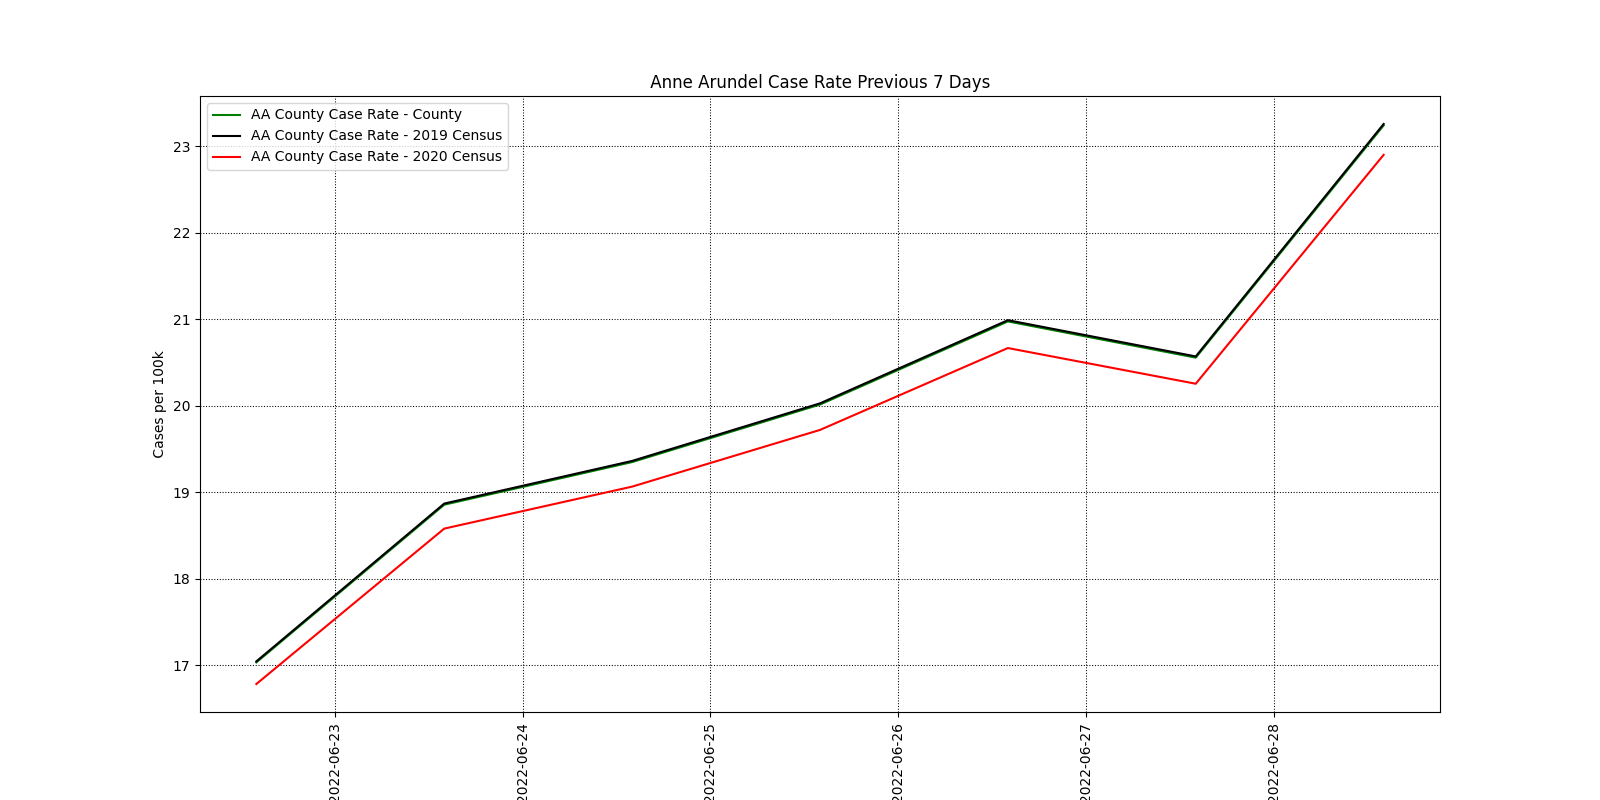 Anne Arundel Case Rate Previous 7 Days
AA County Case Rate - County
AA County Case Rate - 2019 Census
AA County Case Rate - 2020 Census
23
22
21
20
19
18
17
Cases per 100k
2022-06-23
2022-06-24
2022-06-25
2022-06-26
2022-06-27
2022-06-28